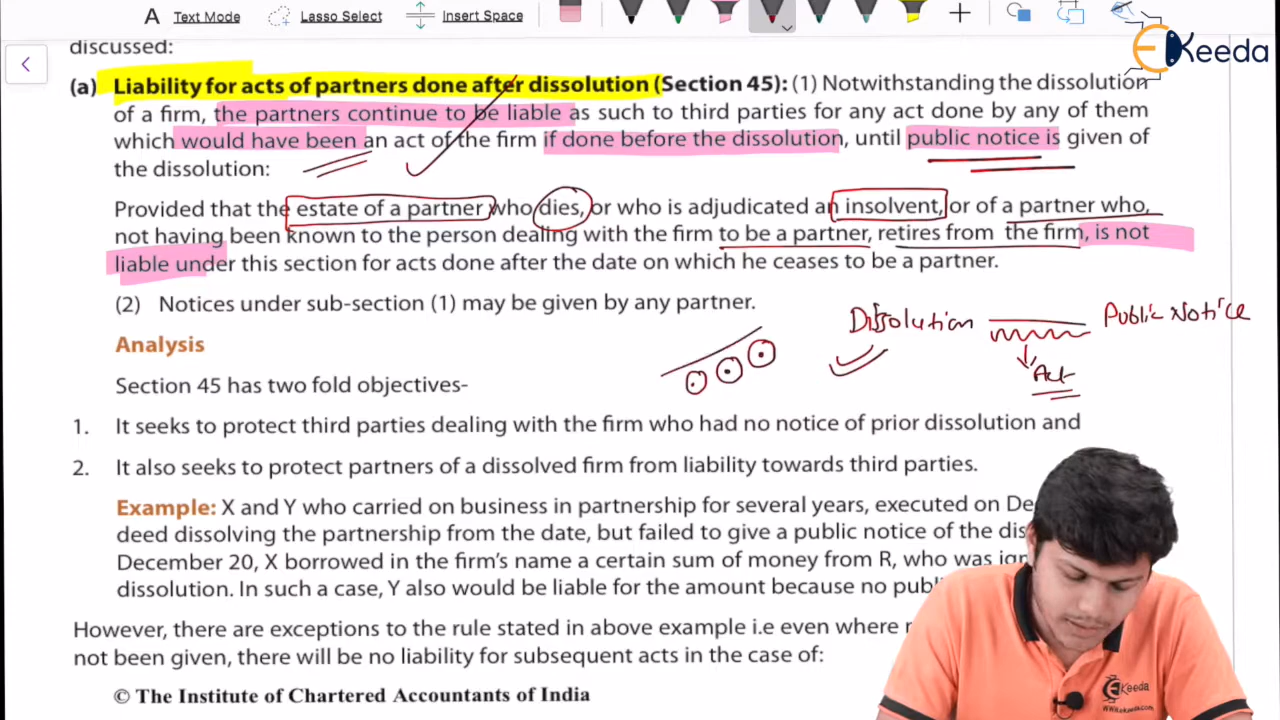 A Text Mode Lasso Select Insert Space
EKeeda
discussed:
(a) Liability for acts of partners done after dissolution (Section 45): (1) Notwithstanding the dissolution
of a firm, the partners continue to be liable as such to third parties for any act done by any of them
which would have been an act of the firm if done before the dissolution, until public notice is given of
the dissolution:
Provided that the estate of a partner who dies, or who is adjudicated an insolvent, or of a partner who,
not having been known to the person dealing with the firm to be a partner, retires from the firm, is not
liable under this section for acts done after the date on which he ceases to be a partner.
(2) Notices under sub-section (1) may be given by any partner.
Dissolution Public Notice
Act
Analysis
Section 45 has two fold objectives-
1. It seeks to protect third parties dealing with the firm who had no notice of prior dissolution and
2. It also seeks to protect partners of a dissolved firm from liability towards third parties.
Example: X and Y who carried on business in partnership for several years, executed on De
deed dissolving the partnership from the date, but failed to give a public notice of the dis
December 20, X borrowed in the firm's name a certain sum of money from R, who was ign
dissolution. In such a case, Y also would be liable for the amount because no publ
However, there are exceptions to the rule stated in above example i.e even where
not been given, there will be no liability for subsequent acts in the case of:
© The Institute of Chartered Accountants of India
EKeeda
www.ekeeda.com